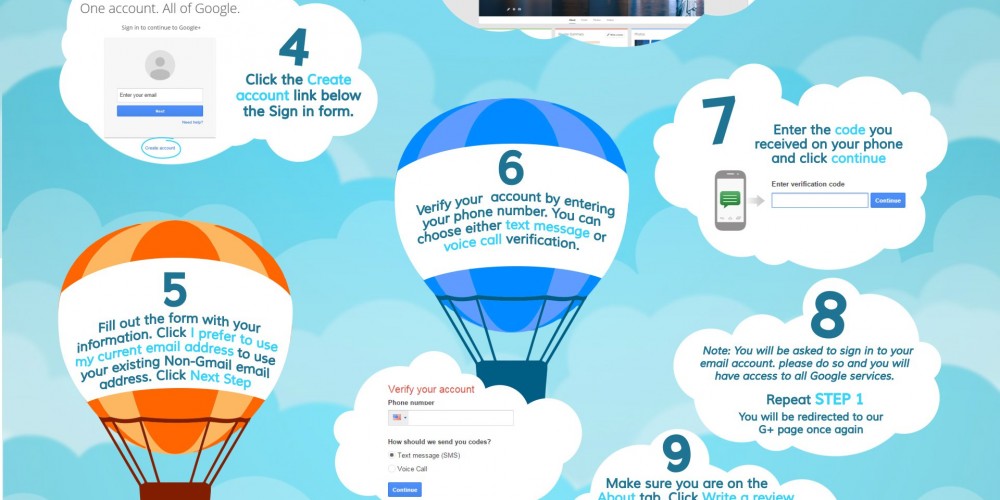 One account. All of Google.
Sign in to continue to Google+
Enter your email
Next
Need help?
Create account
4
Click the Create
account link below
the Sign in form.
5
Fill out the form with your
information. Click I prefer to use
my current email address to use
your existing Non-Gmail email
address. Click Next Step
6
Verify your account by entering
your phone number. You can
choose either text message or
voice call verification.
Verify your account
Phone number
How should we send you codes?
Text message (SMS)
Voice Call
Continue
7
Enter the code you
received on your phone
and click continue
Enter verification code
Continue
8
Note: You will be asked to sign in to your
email account. please do so and you will
have access to all Google services.
Repeat STEP 1
You will be redirected to our
G+ page once again
9
Make sure you are on the
About tab. Click Write a review